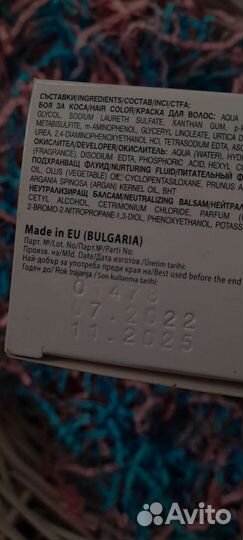 СЪСТАВКИ/INGREDIENTS/СОСТАВ/INCI/CTFA:
БОЯ ЗА КОСА/HAIR COLOR/КРАСКА ДЛЯ ВОЛОС: AQUA
GLYCOL, SODIUM LAURETH SULFATE, XANTHAN GUM, p-
METABISULFITE, m-AMINOPHENOL, GLYCERYL LINOLEATE, URTICA D
UREA, 2,4-DIAMINOPHENOXYETHANOL HCl, TETRASODIUM EDTA,
ОКИСЛИТЕЛ/DEVELOPER/ОКИСЛИТЕЛЬ: AQUA (WATER), HYD
(FRAGRANCE), DISODIUM EDTA, PHOSPHORIC ACID, HEXYL
ПОДХРАНВАЩ ФЛУИД/NURTURING FLUID/ПИТАТЕЛЬНЫЙ
OIL, OLUS (VEGETABLE) OIL, CYCLOPENTASILOXANE, PRUNUS A
ARGANIA SPINOSA (ARGAN) KERNEL OIL, BHT
НЕУТРАЛИЗИРАЩ БАЛСАМ/NEUTRALIZING BALSAM/НЕЙТРАЛ
CETYL ALCOHOL, CETRIMONIUM CHLORIDE, PARFUM
2-BROMO-2-NITROPROPANE-1,3-DIOL, PHENOXYETHANOL, POTASS
Made in EU (BULGARIA)
Парт. №/Lot. No/Парт №/Parti No:
Произв. на/Mfd. Date/Дата изготов./Üretim tarihi:
Най-добър за употреба преди края на/Best used before the end
Годен до/ Rok trajanja / Son kullanma tarihi:
07.2022
11.2025
Avito